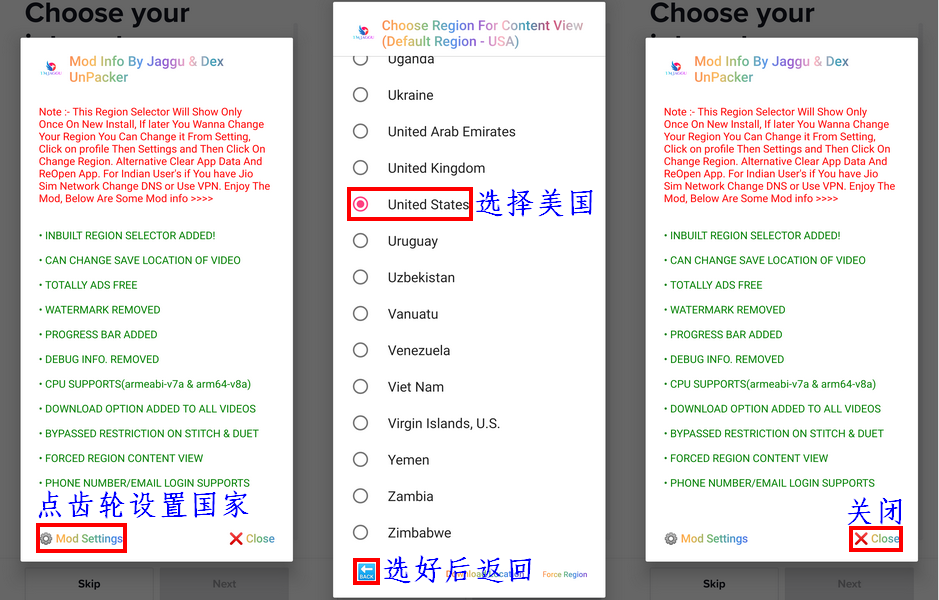 Choose your
Mod Info By Jaggu & Dex
UnPacker
Note :- This Region Selector Will Show Only
Once On New Install, If later You Wanna Change
Your Region You Can Change it From Setting,
Click on profile Then Settings and Then Click On
Change Region. Alternative Clear App Data And
ReOpen App. For Indian User's if You have Jio
Sim Network Change DNS or Use VPN. Enjoy The
Mod, Below Are Some Mod info >>>>
• INBUILT REGION SELECTOR ADDED!
• CAN CHANGE SAVE LOCATION OF VIDEO
• TOTALLY ADS FREE
• WATERMARK REMOVED
• PROGRESS BAR ADDED
• DEBUG INFO. REMOVED
• CPU SUPPORTS(armeabi-v7a & arm64-v8a)
• DOWNLOAD OPTION ADDED TO ALL VIDEOS
• BYPASSED RESTRICTION ON STITCH & DUET
• FORCED REGION CONTENT VIEW
• PHONE NUMBER/EMAIL LOGIN SUPPORTS
点齿轮设置国家
Mod Settings
Close
Skip
Next
Choose Region For Content View
(Default Region - USA)
Uganda
Ukraine
United Arab Emirates
United Kingdom
United States 选择美国
Uruguay
Uzbekistan
Vanuatu
Venezuela
Viet Nam
Virgin Islands, U.S.
Yemen
Zambia
Zimbabwe
BACK 选好后返回
Force Region
Choose your
Mod Info By Jaggu & Dex
UnPacker
Note :- This Region Selector Will Show Only
Once On New Install, If later You Wanna Change
Your Region You Can Change it From Setting,
Click on profile Then Settings and Then Click On
Change Region. Alternative Clear App Data And
ReOpen App. For Indian User's if You have Jio
Sim Network Change DNS or Use VPN. Enjoy The
Mod, Below Are Some Mod info >>>>
• INBUILT REGION SELECTOR ADDED!
• CAN CHANGE SAVE LOCATION OF VIDEO
• TOTALLY ADS FREE
• WATERMARK REMOVED
• PROGRESS BAR ADDED
• DEBUG INFO. REMOVED
• CPU SUPPORTS(armeabi-v7a & arm64-v8a)
• DOWNLOAD OPTION ADDED TO ALL VIDEOS
• BYPASSED RESTRICTION ON STITCH & DUET
• FORCED REGION CONTENT VIEW
• PHONE NUMBER/EMAIL LOGIN SUPPORTS
关闭
Mod Settings
Close
Skip
Next